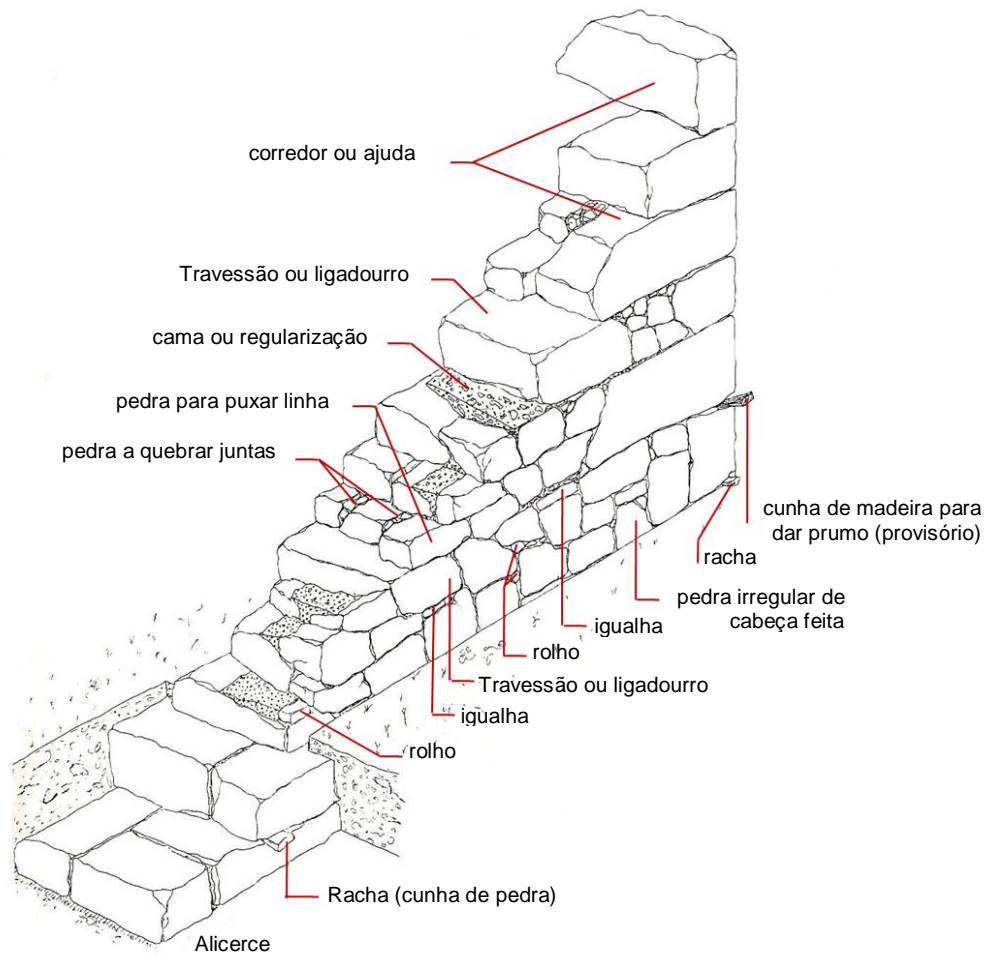 corredor ou ajuda
Travessão ou ligadourro
cama ou regularização
pedra para puxar linha
pedra a quebrar juntas
cunha de madeira para
dar prumo (provisório)
racha
pedra irregular de
cabeça feita
igualha
rolho
Travessão ou ligadourro
igualha
rolho
Racha (cunha de pedra)
Alicerce